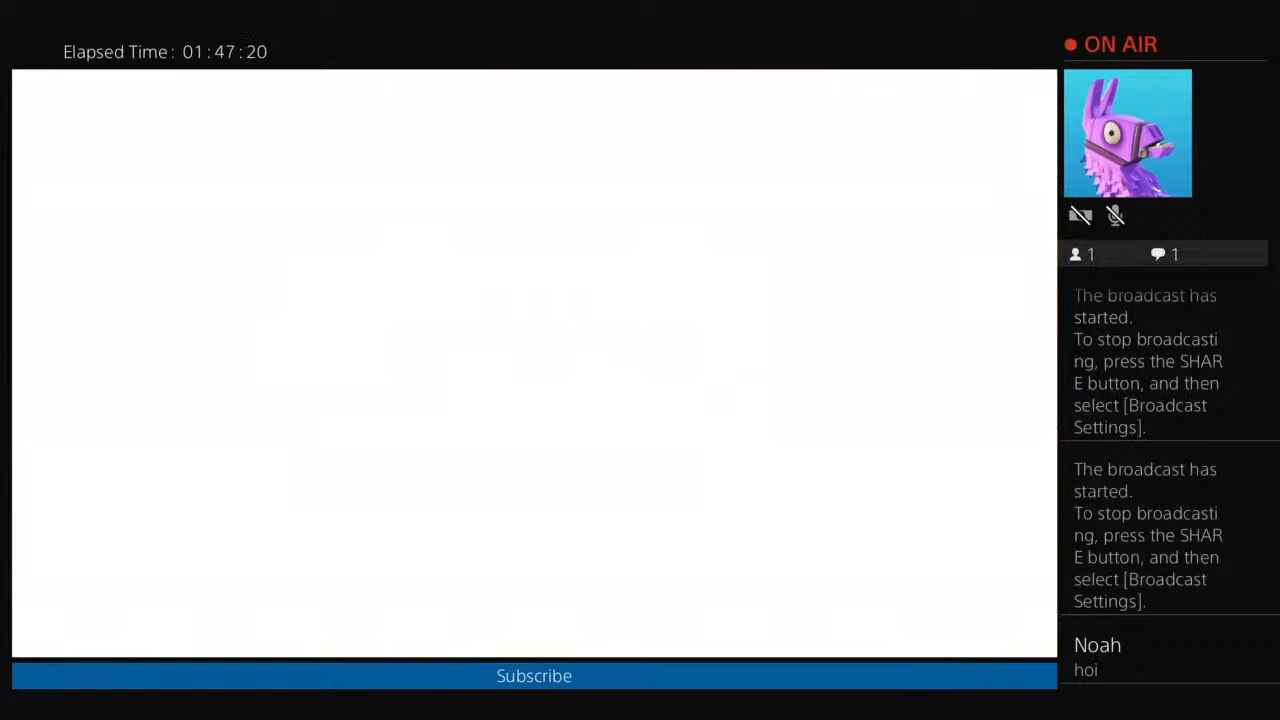 Elapsed Time: 01:47:20
ON AIR
1 1
The broadcast has
started.
To stop broadcasti
ng, press the SHAR
E button, and then
select [Broadcast
Settings].
The broadcast has
started.
To stop broadcasti
ng, press the SHAR
E button, and then
select [Broadcast
Settings].
Noah
hoi
Subscribe